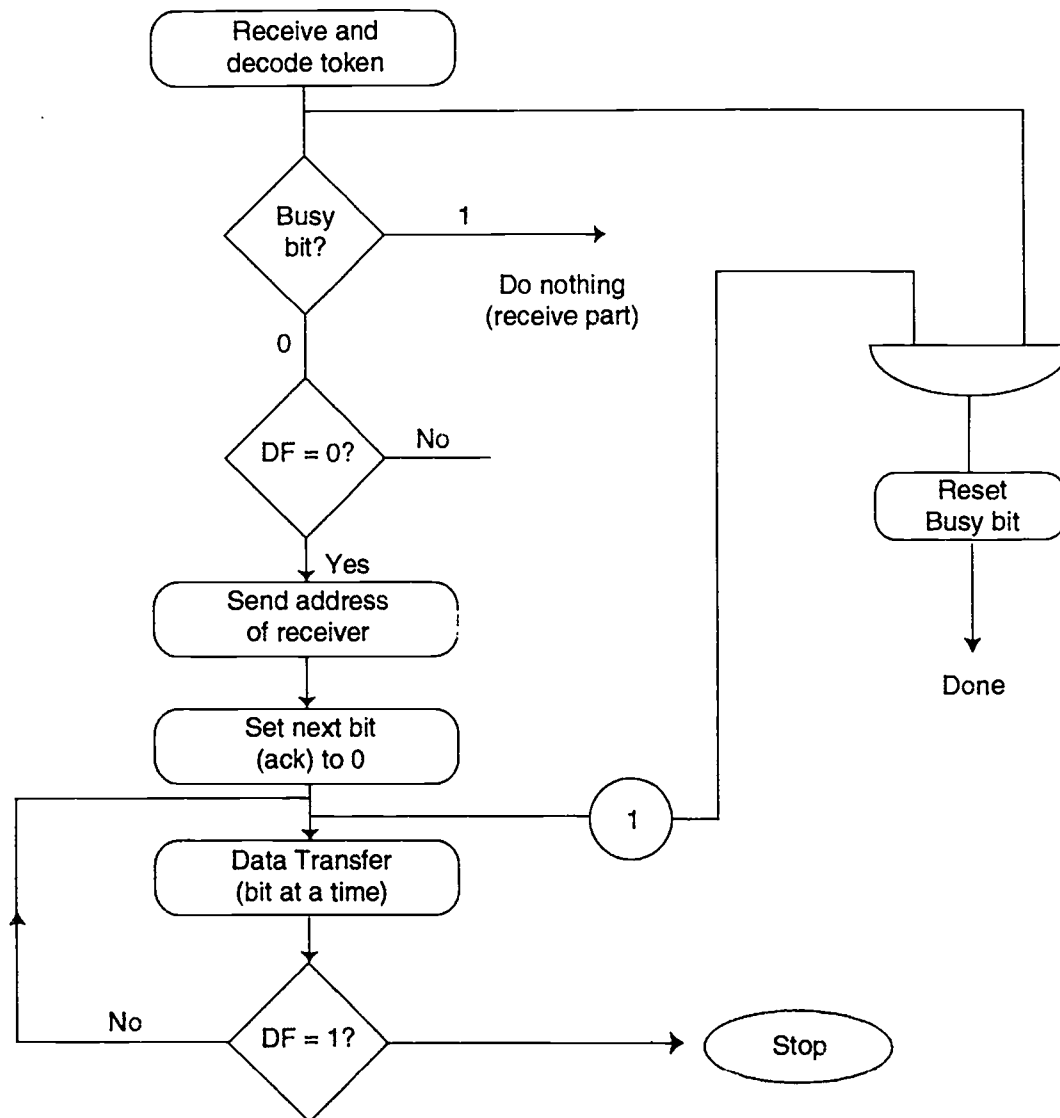 Receive and
decode token
Busy
bit?
1
Do nothing
(receive part)
0
DF = 0?
No
Reset
Busy bit
Yes
Send address
of receiver
Done
Set next bit
(ack) to 0
1
Data Transfer
(bit at a time)
No
DF = 1?
Stop